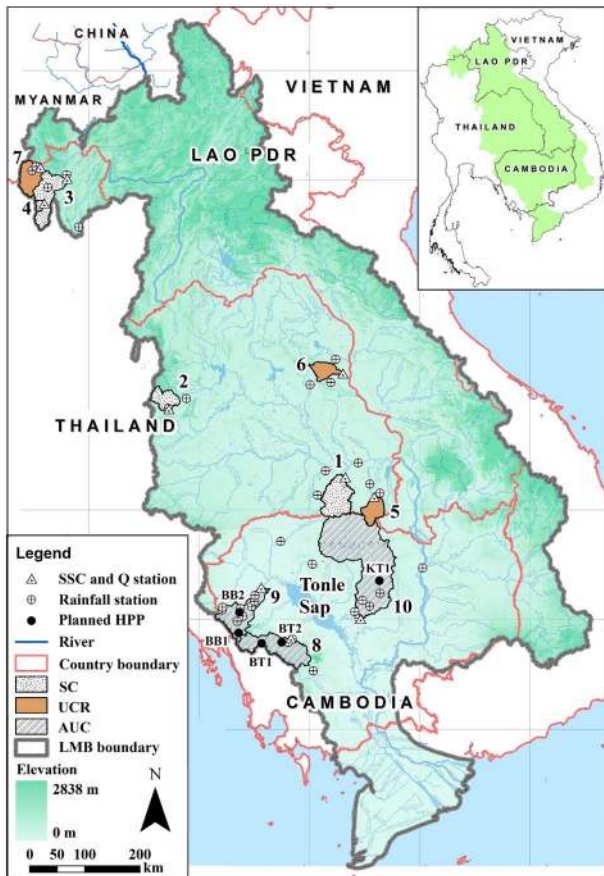 CHINA
MYANMAR
VIETNAM
LAO PDR
7
4
3
6
2
THAILAND
1
5
KT1
Tonle
Sap
10
BB2
9
BB1
BT2
8
BT1
CAMBODIA
VIETNAM
LAO PDR
THAILAND
CAMBODIA
Legend
SSC and Q station
Rainfall station
Planned HPP
River
Country boundary
SC
UCR
AUC
LMB boundary
Elevation
2838 m
0 m
N
0 50 100 200
km